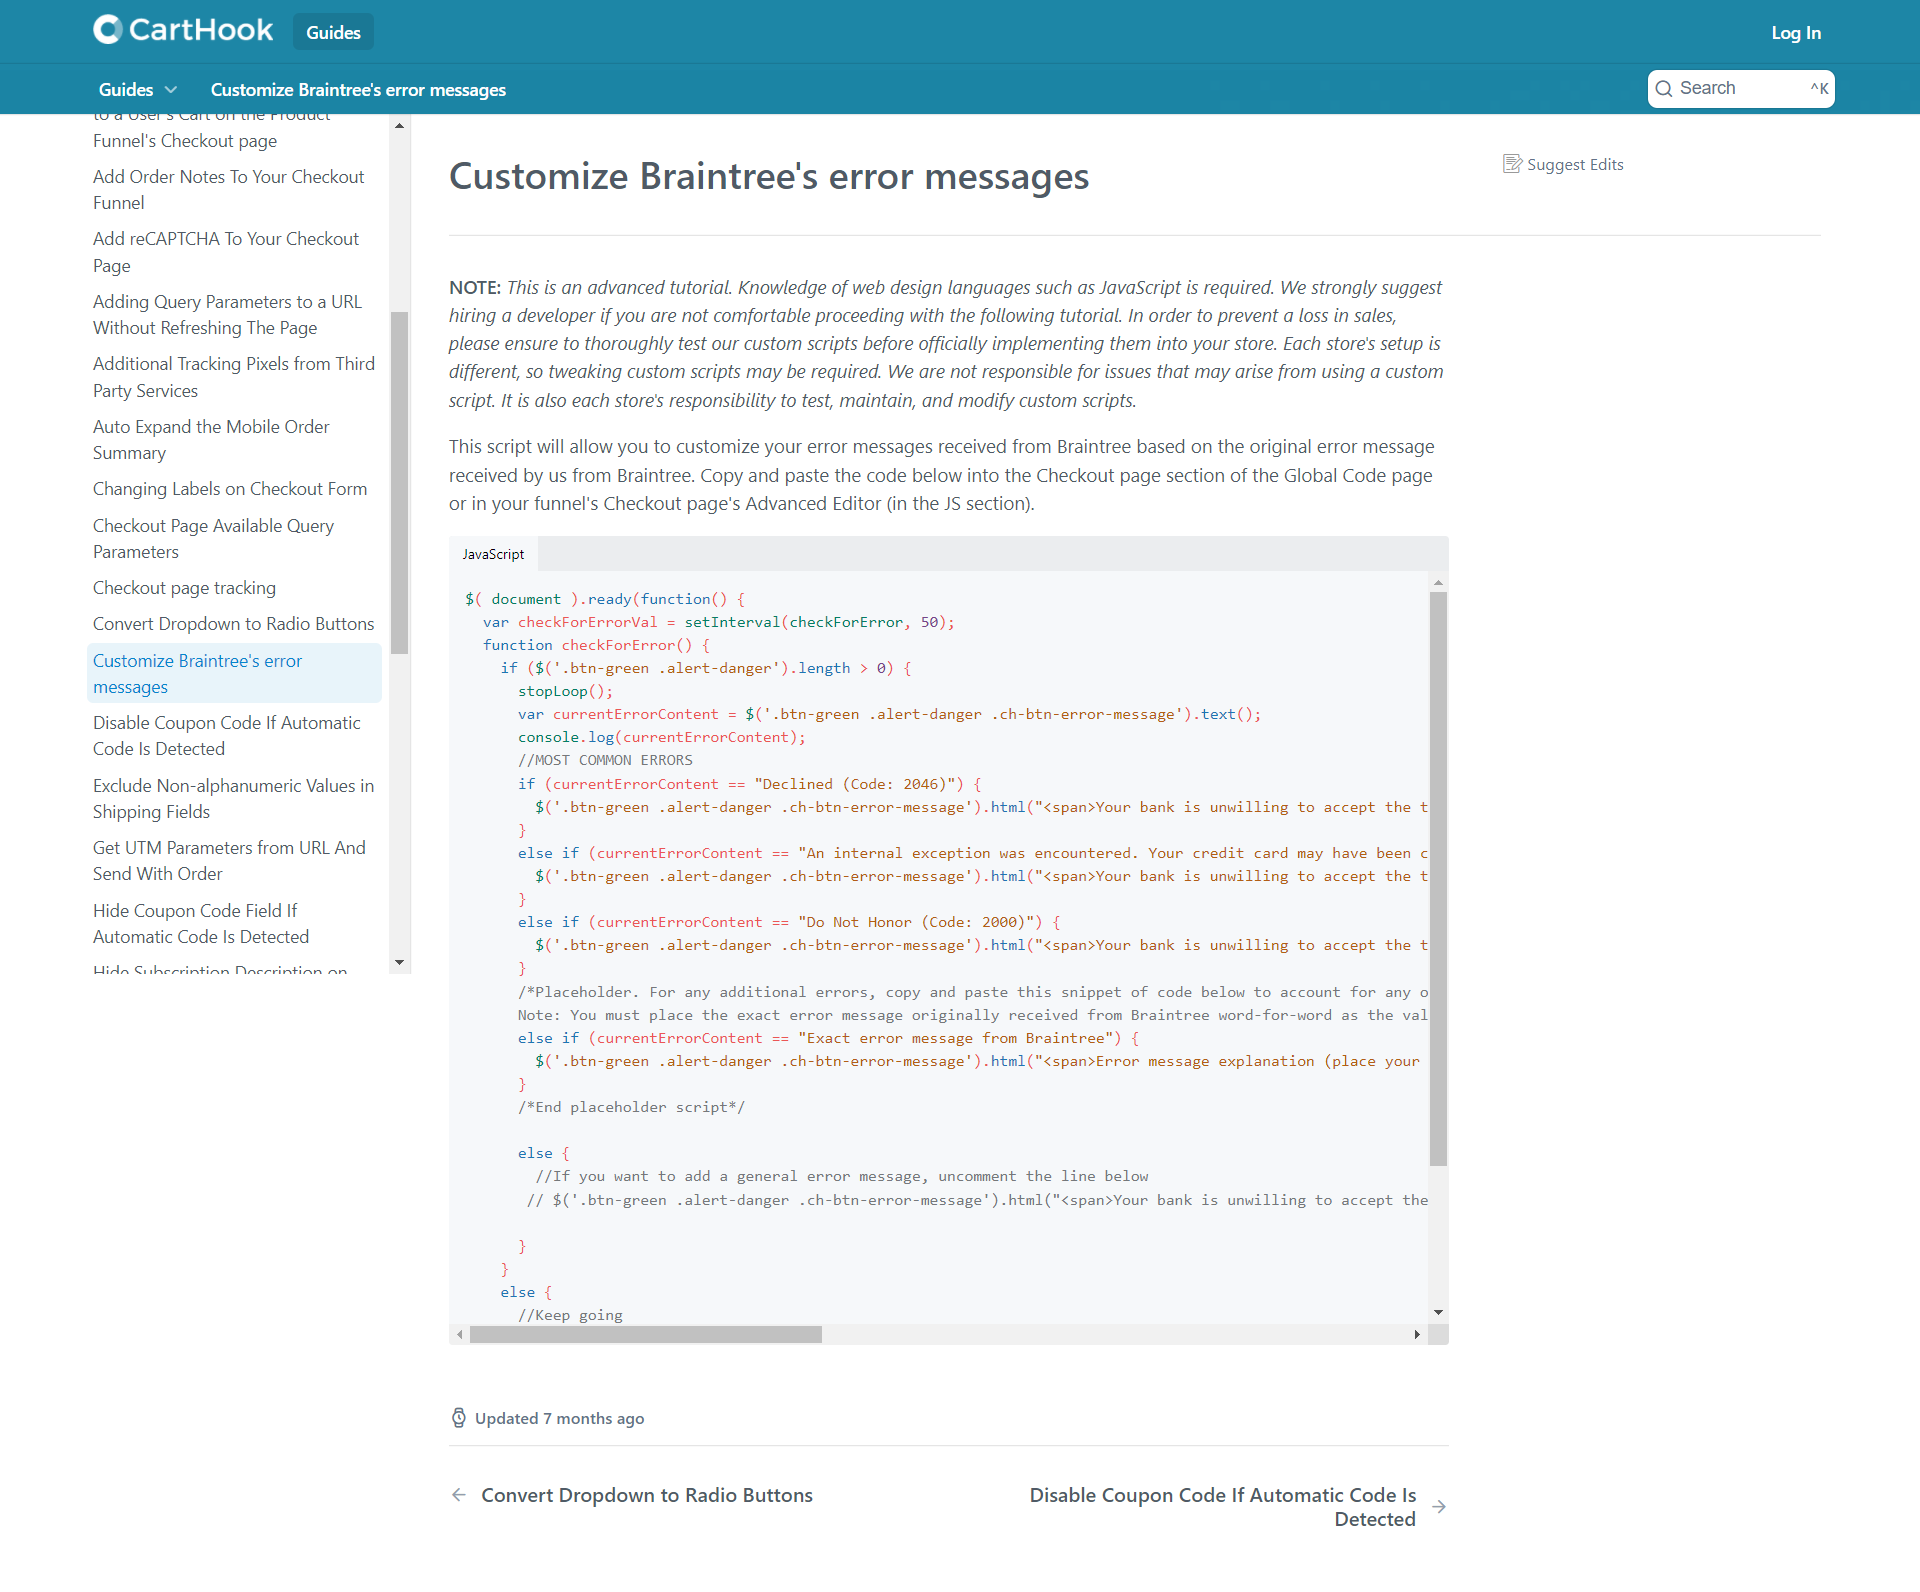 CartHook
Guides
Log In
Guides
Customize Braintree's error messages
Search
^K
to a User's Cart on the Product
Funnel's Checkout page
Add Order Notes To Your Checkout
Funnel
Add reCAPTCHA To Your Checkout
Page
Adding Query Parameters to a URL
Without Refreshing The Page
Additional Tracking Pixels from Third
Party Services
Auto Expand the Mobile Order
Summary
Changing Labels on Checkout Form
Checkout Page Available Query
Parameters
Checkout page tracking
Convert Dropdown to Radio Buttons
Customize Braintree's error
messages
Disable Coupon Code If Automatic
Code Is Detected
Exclude Non-alphanumeric Values in
Shipping Fields
Get UTM Parameters from URL And
Send With Order
Hide Coupon Code Field If
Automatic Code Is Detected
Hide Subscription Description on
Customize Braintree's error messages
Suggest Edits
NOTE: This is an advanced tutorial. Knowledge of web design languages such as JavaScript is required. We strongly suggest
hiring a developer if you are not comfortable proceeding with the following tutorial. In order to prevent a loss in sales,
please ensure to thoroughly test our custom scripts before officially implementing them into your store. Each store's setup is
different, so tweaking custom scripts may be required. We are not responsible for issues that may arise from using a custom
script. It is also each store's responsibility to test, maintain, and modify custom scripts.
This script will allow you to customize your error messages received from Braintree based on the original error message
received by us from Braintree. Copy and paste the code below into the Checkout page section of the Global Code page
or in your funnel's Checkout page's Advanced Editor (in the JS section).
JavaScript
$( document ).ready(function() {
var checkForErrorVal = setInterval(checkForError, 50);
function checkForError() {
if ($('.btn-green .alert-danger').length > 0) {
stopLoop();
var currentErrorContent = $('.btn-green .alert-danger .ch-btn-error-message').text();
console.log(currentErrorContent);
//MOST COMMON ERRORS
if (currentErrorContent == "Declined (Code: 2046)") {
$('.btn-green .alert-danger .ch-btn-error-message').html("<span>Your bank is unwilling to accept the t
}
else if (currentErrorContent == "An internal exception was encountered. Your credit card may have been c
$('.btn-green .alert-danger .ch-btn-error-message').html("<span>Your bank is unwilling to accept the t
}
else if (currentErrorContent == "Do Not Honor (Code: 2000)") {
$('.btn-green .alert-danger .ch-btn-error-message').html("<span>Your bank is unwilling to accept the t
}
/*Placeholder. For any additional errors, copy and paste this snippet of code below to account for any o
Note: You must place the exact error message originally received from Braintree word-for-word as the val
else if (currentErrorContent == "Exact error message from Braintree") {
$('.btn-green .alert-danger .ch-btn-error-message').html("<span>Error message explanation (place your
}
/*End placeholder script*/
else {
//If you want to add a general error message, uncomment the line below
// $('.btn-green .alert-danger .ch-btn-error-message').html("<span>Your bank is unwilling to accept the
}
}
else {
//Keep going
Updated 7 months ago
Convert Dropdown to Radio Buttons
Disable Coupon Code If Automatic Code Is
Detected